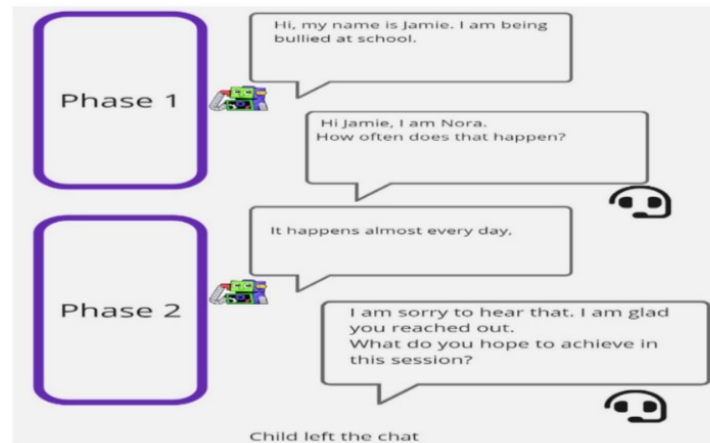 Hi, my name is Jamie. I am being
bullied at school.
Phase 1
Hi Jamie, I am Nora.
How often does that happen?
It happens almost every day,
Phase 2
I am sorry to hear that. I am glad
you reached out.
What do you hope to achieve in
this session?
Child left the chat